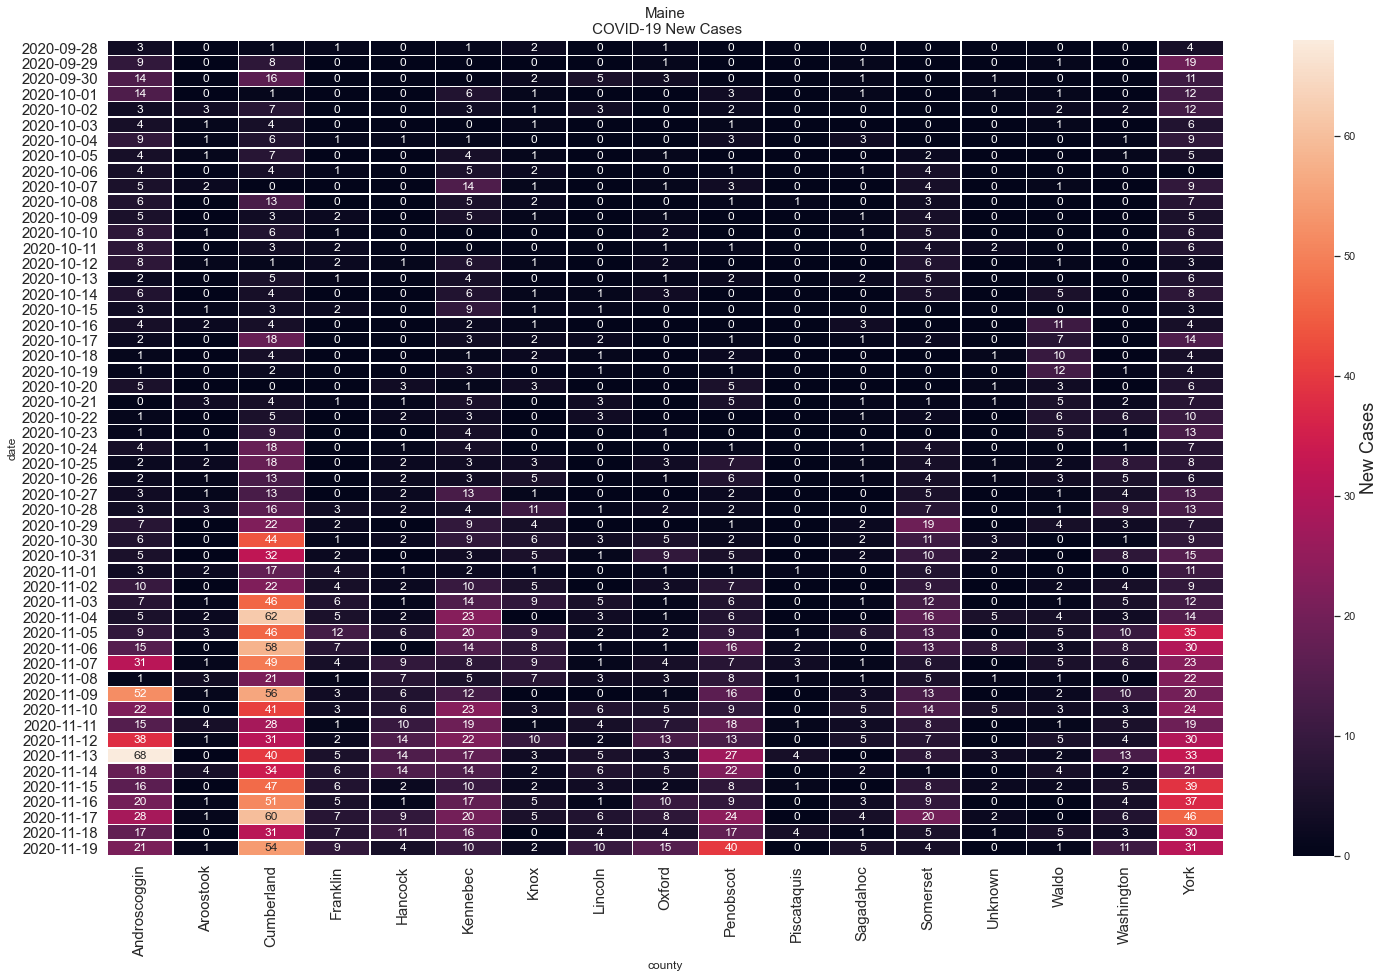 Maine
COVID-19 New Cases
2020-09-28 3 0 1 1 0 1 2 0 1 0 0 0 0 0 0 0 4
2020-09-29 9 0 8 0 0 0 0 0 1 0 0 1 0 0 1 0 19
2020-09-30 14 0 16 0 0 0 2 5 3 0 0 1 0 1 0 0 11
2020-10-01 14 0 1 0 0 6 1 0 0 3 0 1 0 1 1 0 12
2020-10-02 3 3 7 0 0 3 1 3 0 2 0 0 0 0 2 2 12
2020-10-03 4 1 4 0 0 0 1 0 0 1 0 0 0 0 1 0 6
2020-10-04 9 1 6 1 1 1 0 0 0 3 0 3 0 0 0 1 9
2020-10-05 4 1 7 0 0 4 1 0 1 0 0 0 2 0 0 1 5
2020-10-06 4 0 4 1 0 5 2 0 0 1 0 1 4 0 0 0 0
2020-10-07 5 2 0 0 0 14 1 0 1 3 0 0 4 0 1 0 9
2020-10-08 6 0 13 0 0 5 2 0 0 1 1 0 3 0 0 0 7
2020-10-09 5 0 3 2 0 5 1 0 1 0 0 1 4 0 0 0 5
2020-10-10 8 1 6 1 0 0 0 0 2 0 0 1 5 0 0 0 6
2020-10-11 8 0 3 2 0 0 0 0 1 1 0 0 4 2 0 0 6
2020-10-12 8 1 1 2 1 6 1 0 2 0 0 0 6 0 1 0 3
2020-10-13 2 0 5 1 0 4 0 0 1 2 0 2 5 0 0 0 6
2020-10-14 6 0 4 0 0 6 1 1 3 0 0 0 5 0 5 0 8
2020-10-15 3 1 3 2 0 9 1 1 0 0 0 0 0 0 0 0 3
2020-10-16 4 2 4 0 0 2 1 0 0 0 0 3 0 0 11 0 4
2020-10-17 2 0 18 0 0 3 2 2 0 1 0 1 2 0 7 0 14
2020-10-18 1 0 4 0 0 1 2 1 0 2 0 0 0 1 10 0 4
2020-10-19 1 0 2 0 0 3 0 1 0 1 0 0 0 0 12 1 4
2020-10-20 5 0 0 0 3 1 3 0 0 5 0 0 0 1 3 0 6
2020-10-21 0 3 4 1 1 5 0 3 0 5 0 1 1 1 5 2 7
2020-10-22 1 0 5 0 2 3 0 3 0 0 0 1 2 0 6 6 10
2020-10-23 1 0 9 0 0 4 0 0 1 0 0 0 0 0 5 1 13
2020-10-24 4 1 18 0 1 4 0 0 0 1 0 1 4 0 0 1 7
2020-10-25 2 2 18 0 2 3 3 0 3 7 0 1 4 1 2 8 8
2020-10-26 2 1 13 0 2 3 5 0 1 6 0 1 4 1 3 5 6
2020-10-27 3 1 13 0 2 13 1 0 0 2 0 0 5 0 1 4 13
2020-10-28 3 3 16 3 2 4 11 1 2 2 0 0 7 0 1 9 13
2020-10-29 7 0 22 2 0 9 4 0 0 1 0 2 19 0 4 3 7
2020-10-30 6 0 44 1 2 9 6 3 5 2 0 2 11 3 0 1 9
2020-10-31 5 0 32 2 0 3 5 1 9 5 0 2 10 2 0 8 15
2020-11-01 3 2 17 4 1 2 1 0 1 1 1 0 6 0 0 0 11
2020-11-02 10 0 22 4 2 10 5 0 3 7 0 0 9 0 2 4 9
2020-11-03 7 1 46 6 1 14 9 5 1 6 0 1 12 0 1 5 12
2020-11-04 5 2 62 5 2 23 0 3 1 6 0 0 16 5 4 3 14
2020-11-05 9 3 46 12 6 20 9 2 2 9 1 6 13 0 5 10 35
2020-11-06 15 0 58 7 0 14 8 1 1 16 2 0 13 8 3 8 30
2020-11-07 31 1 49 4 9 8 9 1 4 7 3 1 6 0 5 6 23
2020-11-08 1 3 21 1 7 5 7 3 3 8 1 1 5 1 1 0 22
2020-11-09 52 1 56 3 6 12 0 0 1 16 0 3 13 0 2 10 20
2020-11-10 22 0 41 3 6 23 3 6 5 9 0 5 14 5 3 3 24
2020-11-11 15 4 28 1 10 19 1 4 7 18 1 3 8 0 1 5 19
2020-11-12 38 1 31 2 14 22 10 2 13 13 0 5 7 0 5 4 30
2020-11-13 68 0 40 5 14 17 3 5 3 27 4 0 8 3 2 13 33
2020-11-14 18 4 34 6 14 14 2 6 5 22 0 2 1 0 4 2 21
2020-11-15 16 0 47 6 2 10 2 3 2 8 1 0 8 2 2 5 39
2020-11-16 20 1 51 5 1 17 5 1 10 9 0 3 9 0 0 4 37
2020-11-17 28 1 60 7 9 20 5 6 8 24 0 4 20 2 0 6 46
2020-11-18 17 0 31 7 11 16 0 4 4 17 4 1 5 1 5 3 30
2020-11-19 21 1 54 9 4 10 2 10 15 40 0 5 4 0 1 11 31
date
Androscoggin Aroostook Cumberland Franklin Hancock Kennebec Knox Lincoln Oxford Penobscot Piscataquis Sagadahoc Somerset Unknown Waldo Washington York
county
60
50
40
30
20
10
0
New Cases